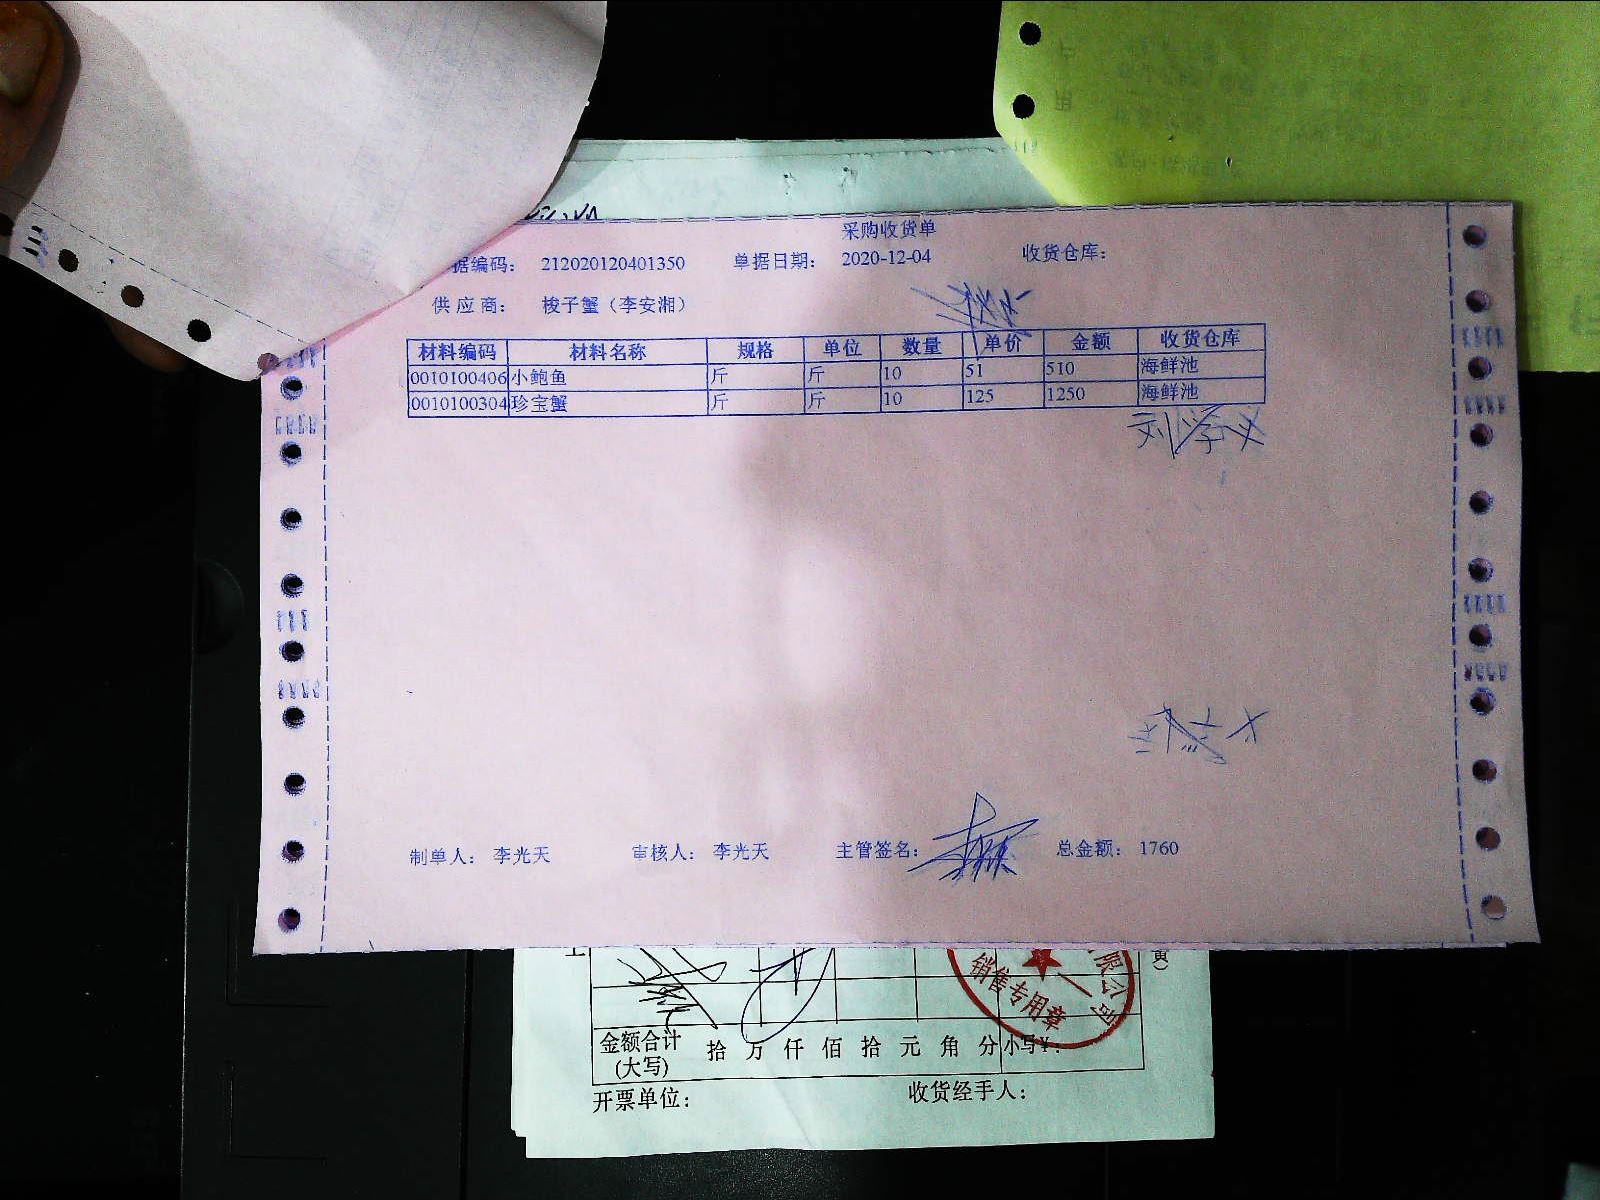 采购收货单
据编码： 212020120401350 单据日期： 2020-12-04 收货仓库：
供应商： 梭子蟹（李安湘）
材料编码 材料名称 规格 单位 数量 单价 金额 收货仓库
0010100406 小鲍鱼 斤 斤 10 51 510 海鲜池
0010100304 珍宝蟹 斤 斤 10 125 1250 海鲜池
刘学义
制单人： 李光天 审核人： 李光天 主管签名： 总金额： 1760
限公司
销售专用章
金额合计 拾 万 仟 佰 拾 元 角 分 小写¥：
(大写)
开票单位： 收货经手人：